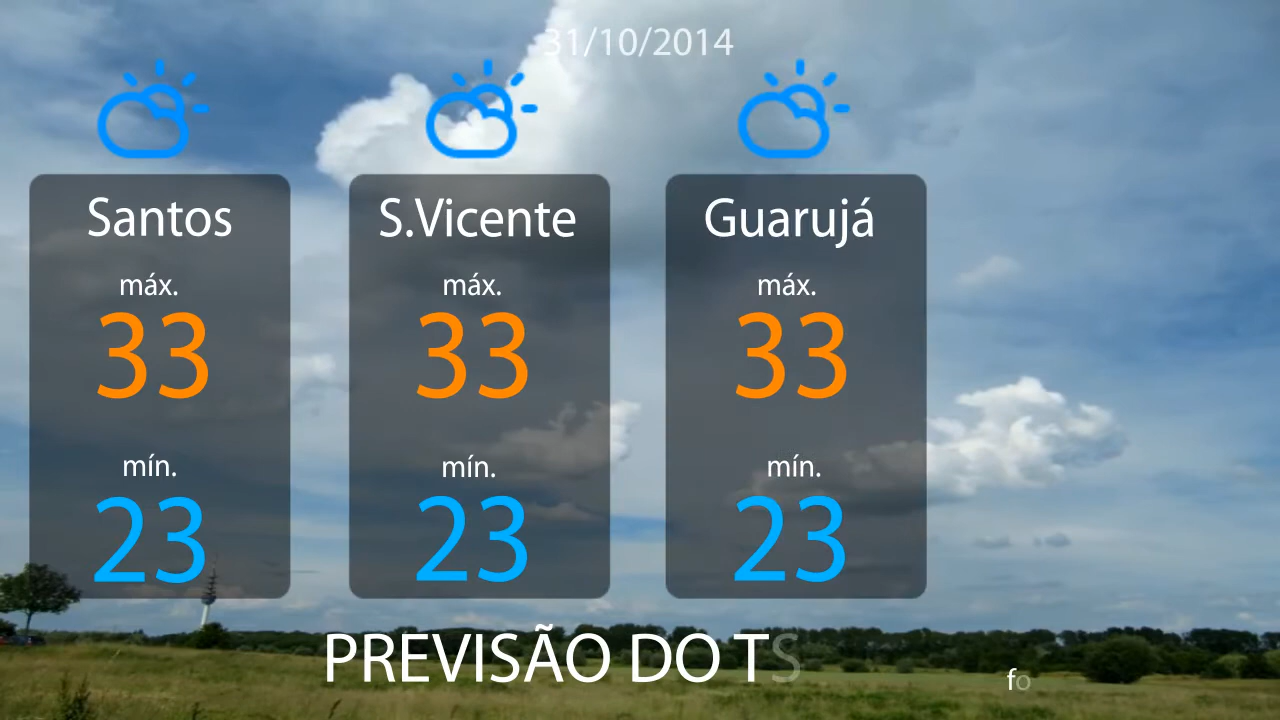 31/10/2014
Santos
máx.
33
mín.
23
S.Vicente
máx.
33
mín.
23
Guarujá
máx.
33
mín.
23
PREVISÃO DO TS
fo